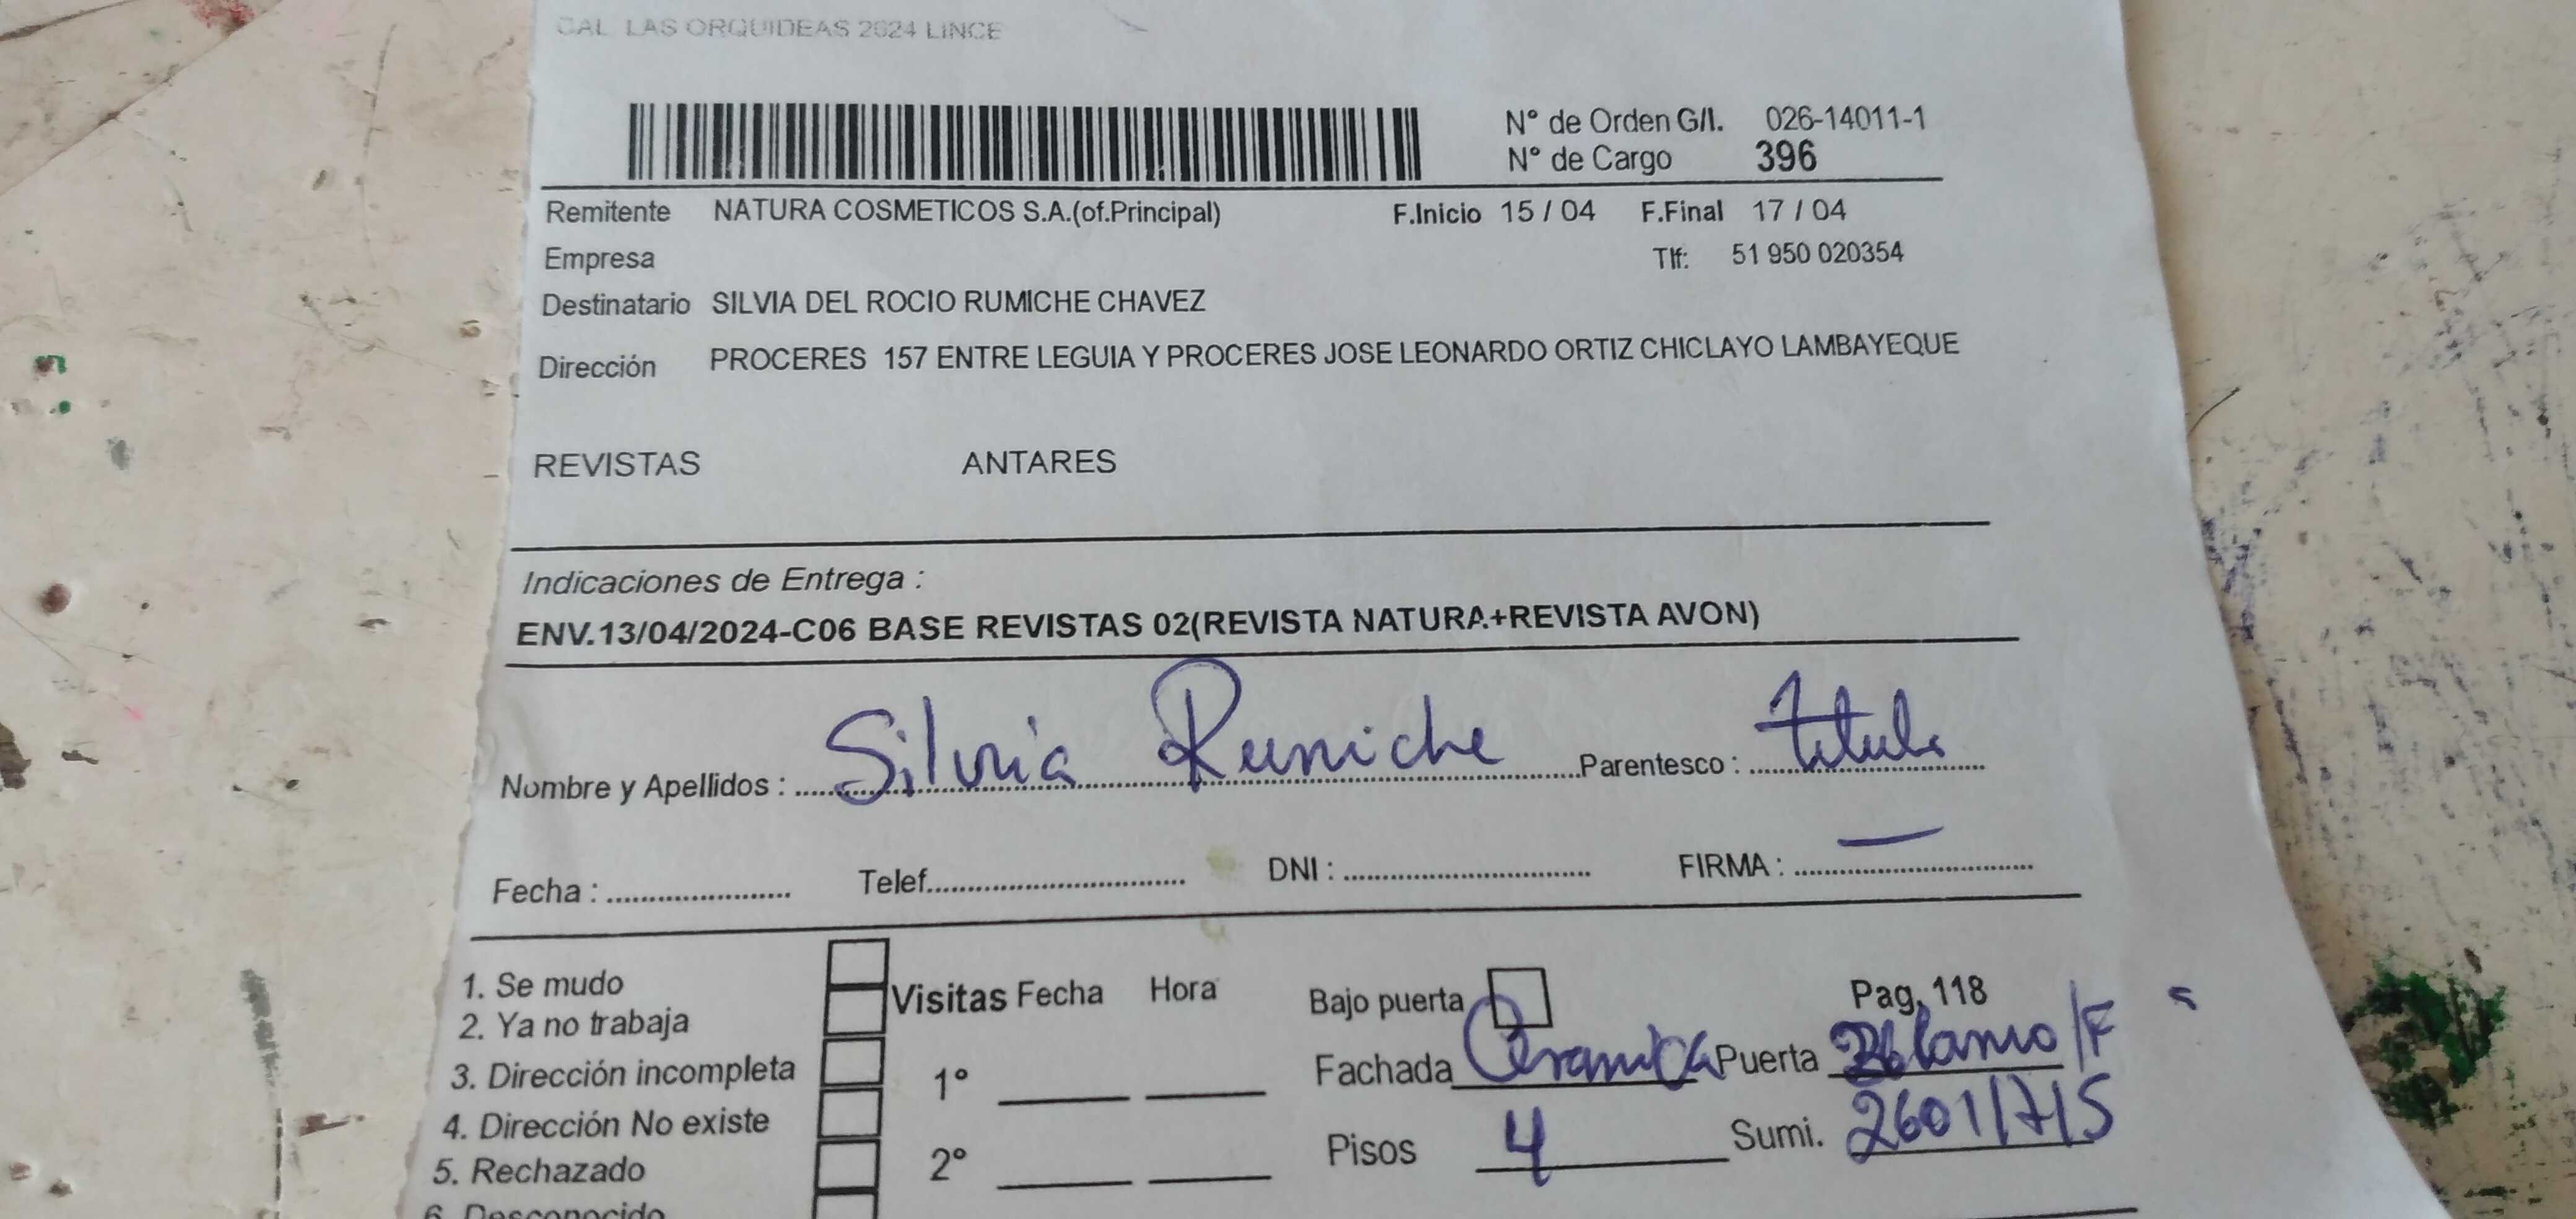 CAL LAS ORQUIDEAS 2624 LINCE
N° de Orden G/I. 026-14011-1
N° de Cargo 396
Remitente NATURA COSMETICOS S.A.(of.Principal) F.Inicio 15 / 04 F.Final 17 / 04
Empresa Tlf: 51 950 020354
Destinatario SILVIA DEL ROCIO RUMICHE CHAVEZ
Dirección PROCERES 157 ENTRE LEGUIA Y PROCERES JOSE LEONARDO ORTIZ CHICLAYO LAMBAYEQUE
REVISTAS ANTARES
Indicaciones de Entrega :
ENV.13/04/2024-C06 BASE REVISTAS 02(REVISTA NATURA+REVISTA AVON)
Nombre y Apellidos : Silvia Rumiche Parentesco :
Fecha : Telef. DNI : FIRMA :
1. Se mudo Visitas Fecha Hora Bajo puerta Pag. 118
2. Ya no trabaja
3. Dirección incompleta 1° Fachada Ceramica Puerta Blanco/F
4. Dirección No existe Pisos 4 Sumi.
5. Rechazado 2°
6. Desconocido